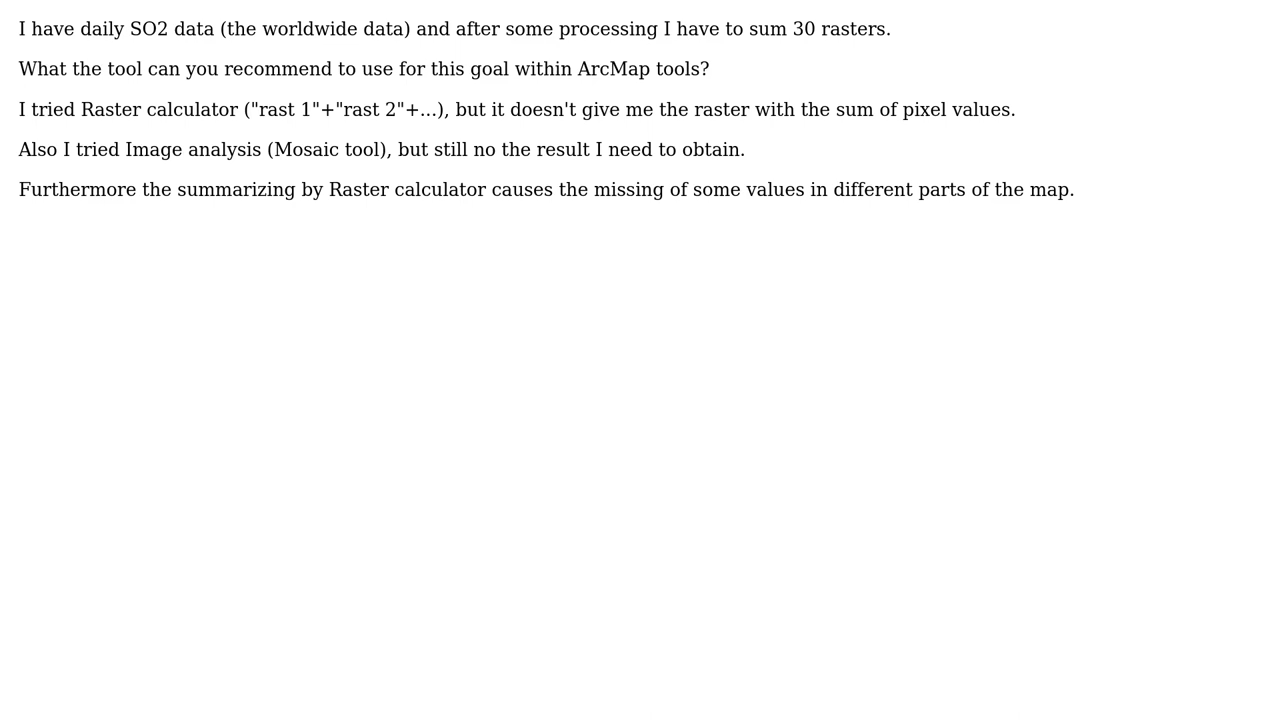 I have daily SO2 data (the worldwide data) and after some processing I have to sum 30 rasters.
What the tool can you recommend to use for this goal within ArcMap tools?
I tried Raster calculator ("rast 1"+"rast 2"+...), but it doesn't give me the raster with the sum of pixel values.
Also I tried Image analysis (Mosaic tool), but still no the result I need to obtain.
Furthermore the summarizing by Raster calculator causes the missing of some values in different parts of the map.